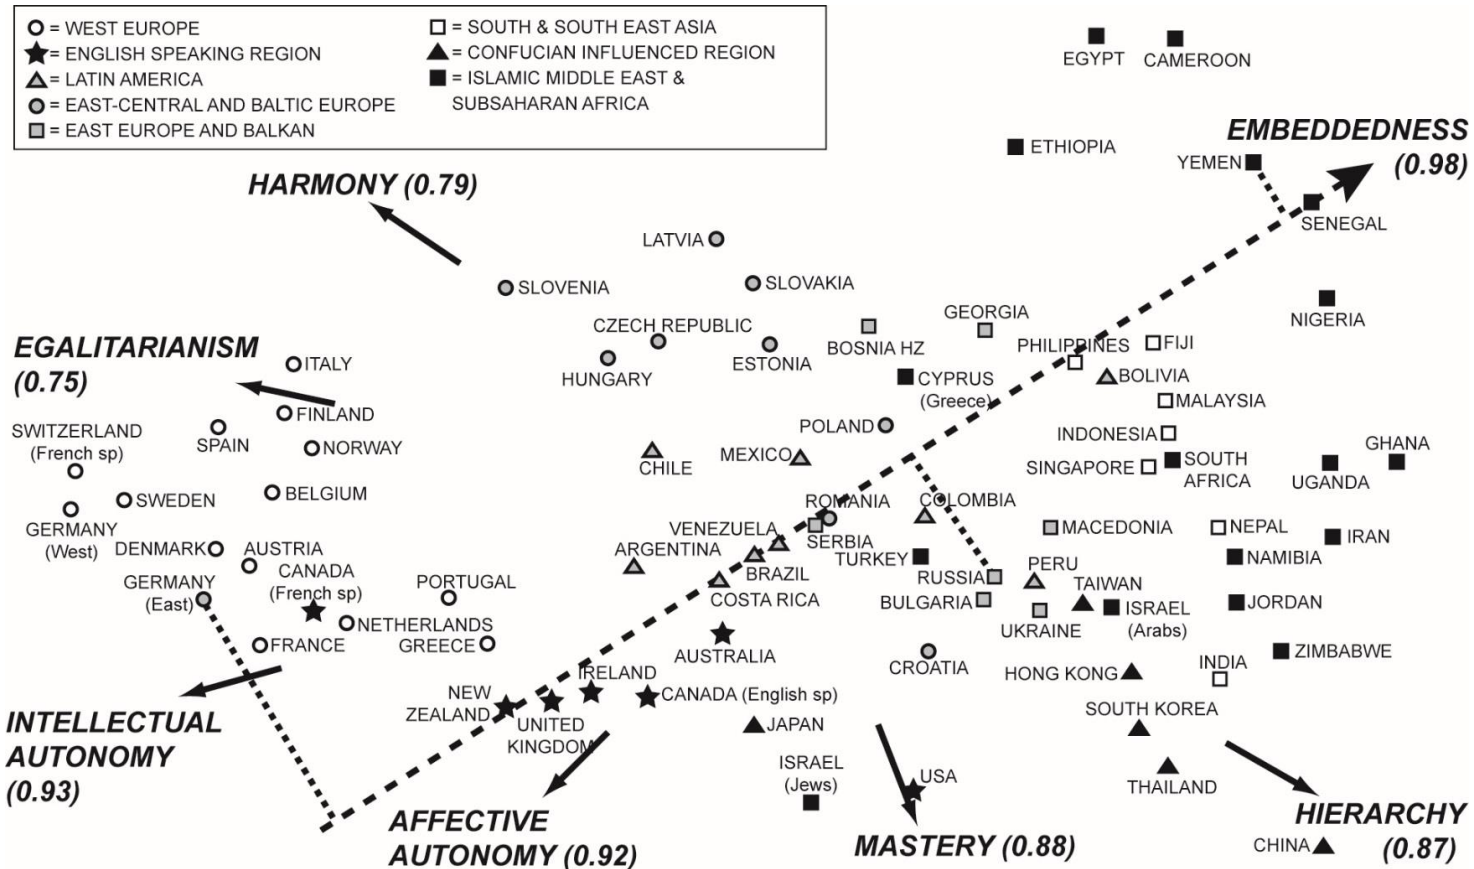 = WEST EUROPE
= ENGLISH SPEAKING REGION
= LATIN AMERICA
= EAST-CENTRAL AND BALTIC EUROPE
= EAST EUROPE AND BALKAN
= SOUTH & SOUTH EAST ASIA
= CONFUCIAN INFLUENCED REGION
= ISLAMIC MIDDLE EAST &
SUBSAHARAN AFRICA
EGYPT
CAMEROON
ETHIOPIA
EMBEDDEDNESS
(0.98)
YEMEN
SENEGAL
HARMONY (0.79)
LATVIA
SLOVENIA
SLOVAKIA
NIGERIA
GEORGIA
CZECH REPUBLIC
HUNGARY
ESTONIA
BOSNIA HZ
PHILIPPINES
FIJI
EGALITARIANISM
(0.75)
ITALY
CYPRUS
(Greece)
BOLIVIA
MALAYSIA
FINLAND
SPAIN
NORWAY
POLAND
INDONESIA
SWITZERLAND
(French sp)
CHILE
MEXICO
SINGAPORE
SOUTH
AFRICA
UGANDA
GHANA
BELGIUM
SWEDEN
GERMANY
(West)
ROMANIA
COLOMBIA
VENEZUELA
SERBIA
MACEDONIA
NEPAL
IRAN
DENMARK
AUSTRIA
ARGENTINA
BRAZIL
TURKEY
NAMIBIA
CANADA
(French sp)
PORTUGAL
COSTA RICA
RUSSIA
PERU
TAIWAN
GERMANY
(East)
BULGARIA
UKRAINE
ISRAEL
(Arabs)
JORDAN
NETHERLANDS
FRANCE
GREECE
AUSTRALIA
CROATIA
ZIMBABWE
IRELAND
HONG KONG
INDIA
NEW
ZEALAND
UNITED
KINGDOM
CANADA (English sp)
SOUTH KOREA
INTELLECTUAL
AUTONOMY
(0.93)
JAPAN
ISRAEL
(Jews)
USA
THAILAND
AFFECTIVE
AUTONOMY (0.92)
MASTERY (0.88)
HIERARCHY
(0.87)
CHINA